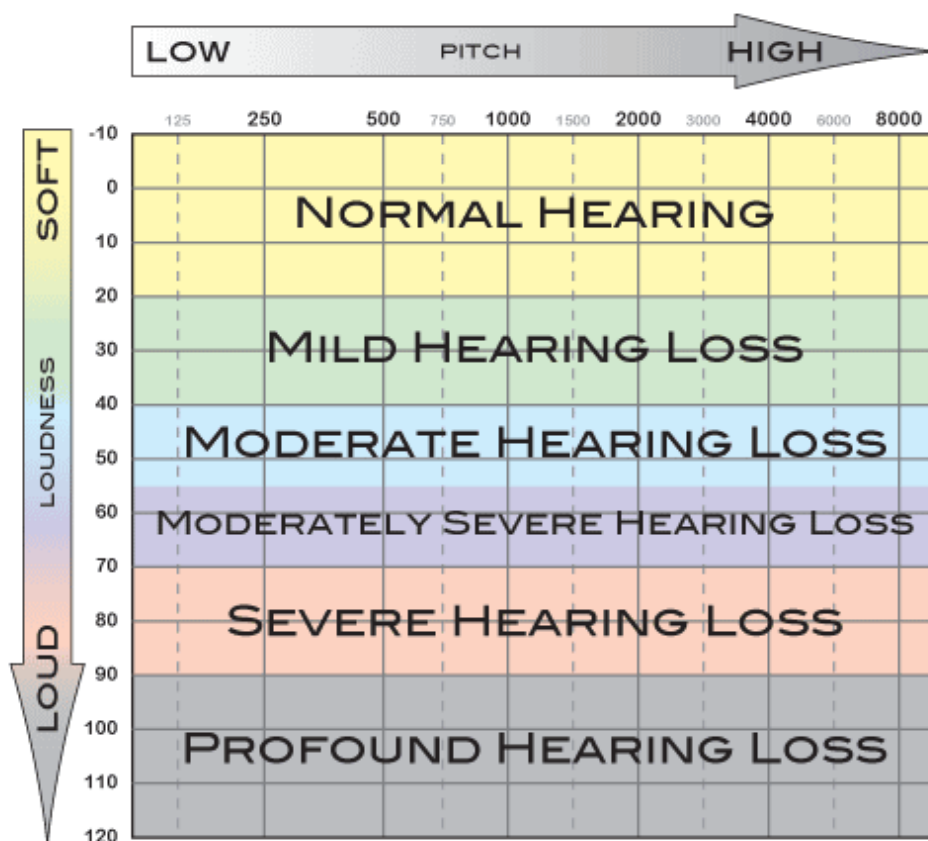 LOW PITCH HIGH
125 250 500 750 1000 1500 2000 3000 4000 6000 8000
SOFT
LOUDNESS
LOUD
-10
0
NORMAL HEARING
10
20
30
MILD HEARING LOSS
40
MODERATE HEARING LOSS
50
60
MODERATELY SEVERE HEARING LOSS
70
80
SEVERE HEARING LOSS
90
100
PROFOUND HEARING LOSS
110
120